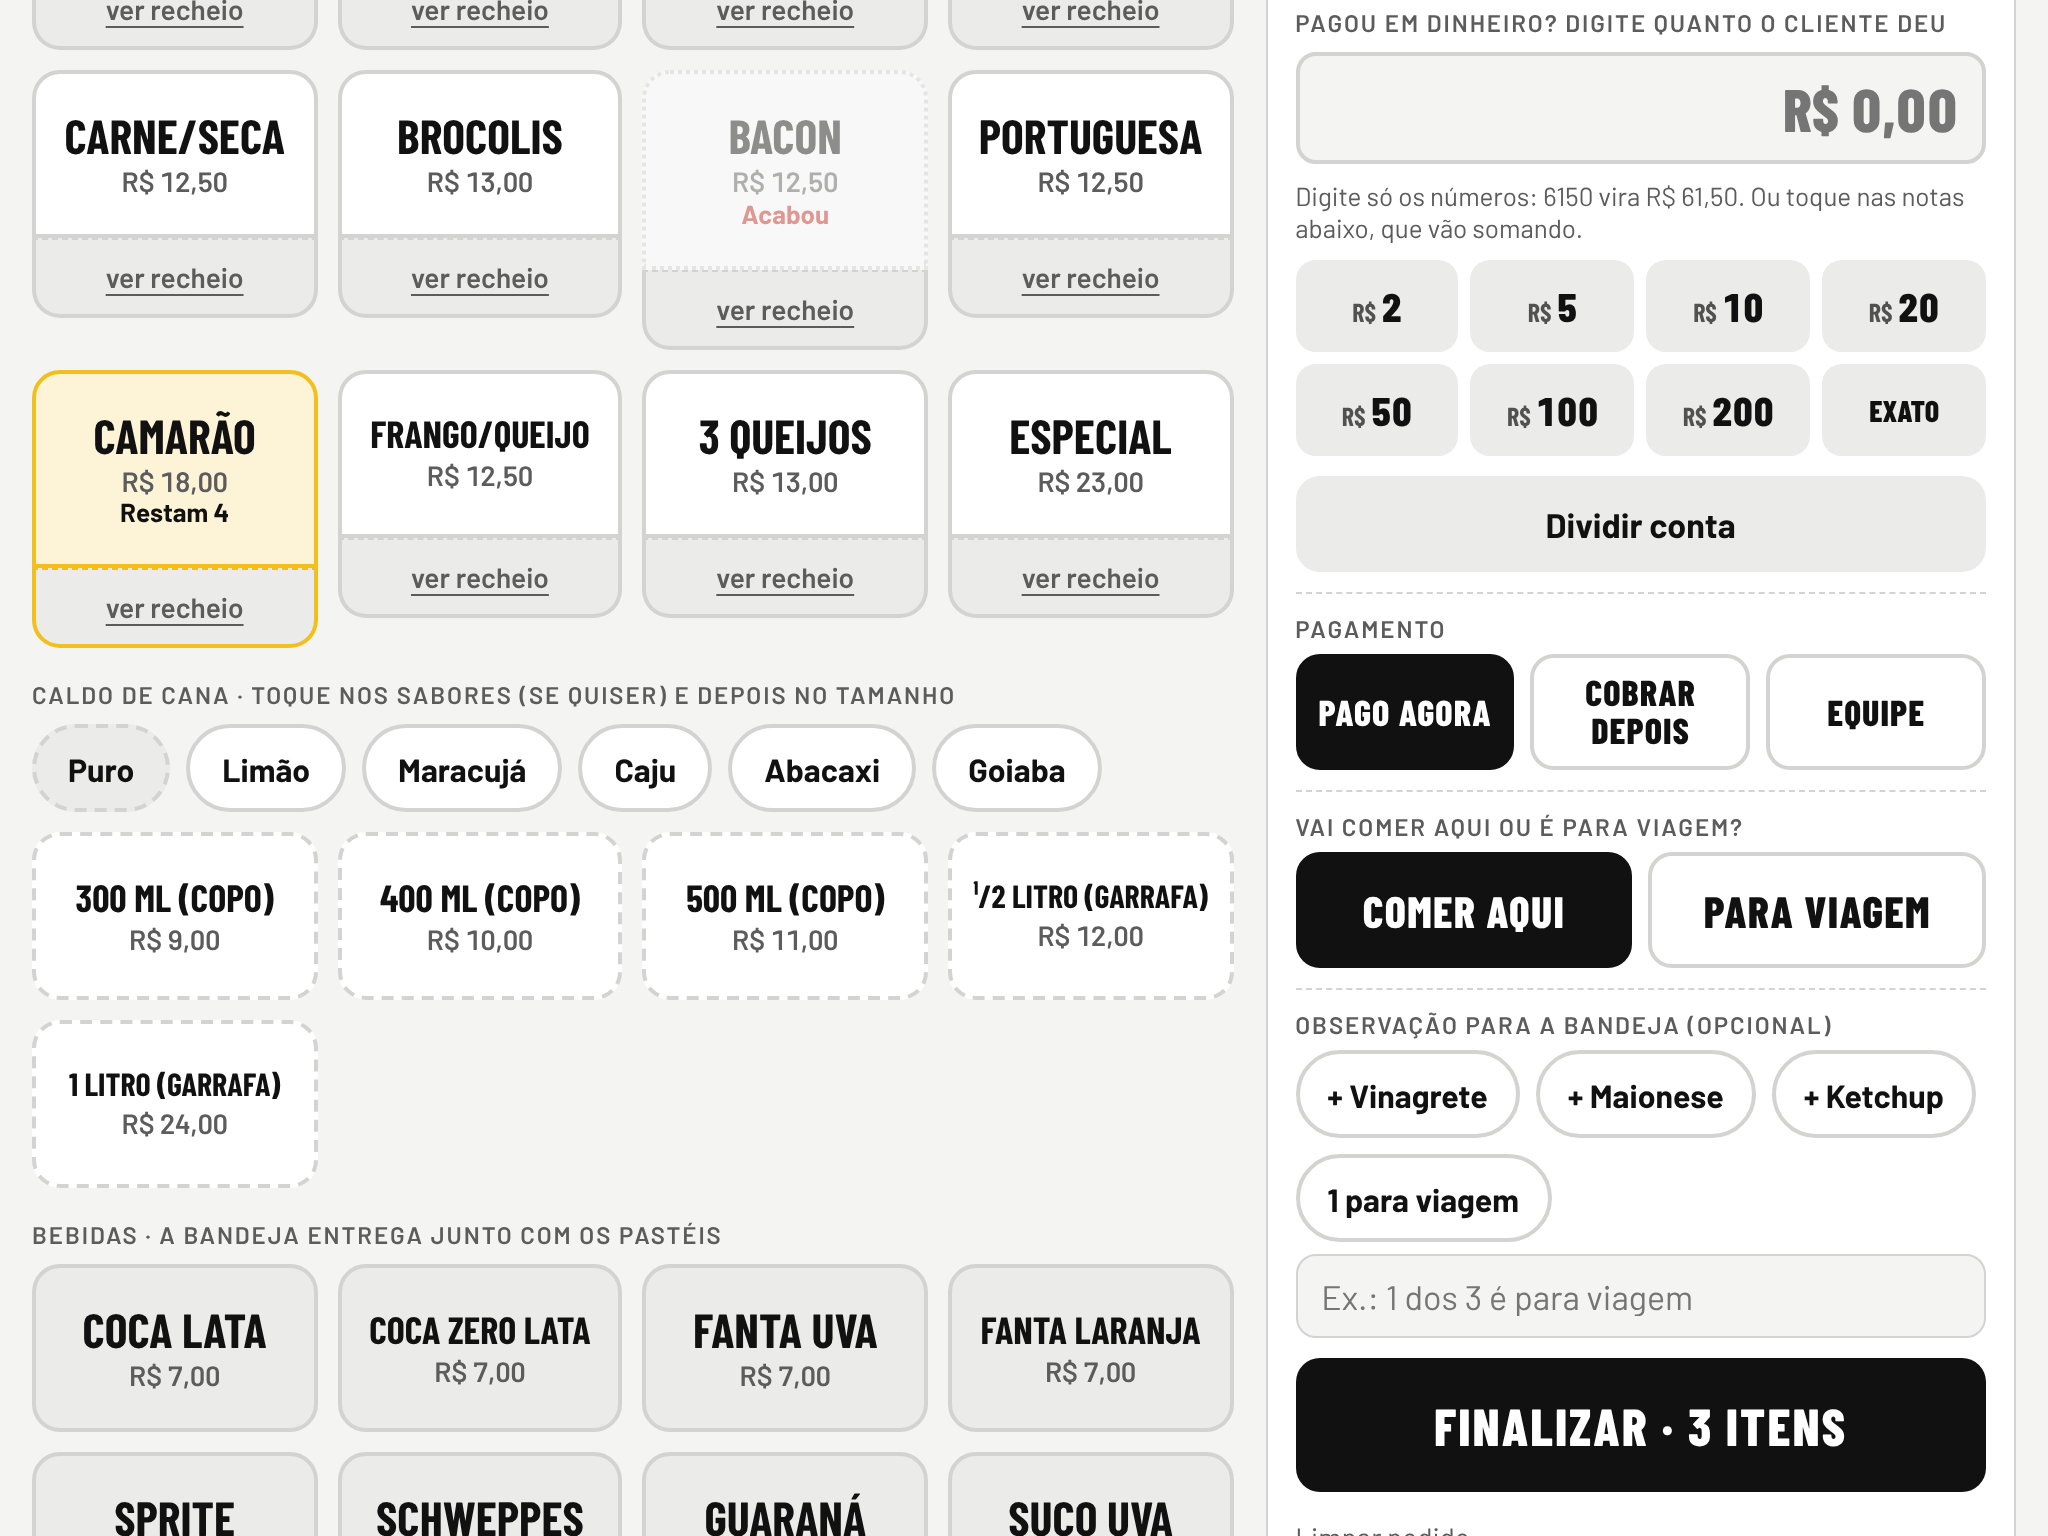 ver recheio
ver recheio
ver recheio
ver recheio
CARNE/SECA
R$ 12,50
ver recheio
BROCOLIS
R$ 13,00
ver recheio
BACON
R$ 12,50
Acabou
ver recheio
PORTUGUESA
R$ 12,50
ver recheio
CAMARÃO
R$ 18,00
Restam 4
ver recheio
FRANGO/QUEIJO
R$ 12,50
ver recheio
3 QUEIJOS
R$ 13,00
ver recheio
ESPECIAL
R$ 23,00
ver recheio
CALDO DE CANA · TOQUE NOS SABORES (SE QUISER) E DEPOIS NO TAMANHO
Puro
Limão
Maracujá
Caju
Abacaxi
Goiaba
300 ML (COPO)
R$ 9,00
400 ML (COPO)
R$ 10,00
500 ML (COPO)
R$ 11,00
1/2 LITRO (GARRAFA)
R$ 12,00
1 LITRO (GARRAFA)
R$ 24,00
BEBIDAS · A BANDEJA ENTREGA JUNTO COM OS PASTÉIS
COCA LATA
R$ 7,00
COCA ZERO LATA
R$ 7,00
FANTA UVA
R$ 7,00
FANTA LARANJA
R$ 7,00
SPRITE
SCHWEPPES
GUARANÁ
SUCO UVA
PAGOU EM DINHEIRO? DIGITE QUANTO O CLIENTE DEU
R$ 0,00
Digite só os números: 6150 vira R$ 61,50. Ou toque nas notas
abaixo, que vão somando.
R$ 2
R$ 5
R$ 10
R$ 20
R$ 50
R$ 100
R$ 200
EXATO
Dividir conta
PAGAMENTO
PAGO AGORA
COBRAR
DEPOIS
EQUIPE
VAI COMER AQUI OU É PARA VIAGEM?
COMER AQUI
PARA VIAGEM
OBSERVAÇÃO PARA A BANDEJA (OPCIONAL)
+ Vinagrete
+ Maionese
+ Ketchup
1 para viagem
Ex.: 1 dos 3 é para viagem
FINALIZAR · 3 ITENS